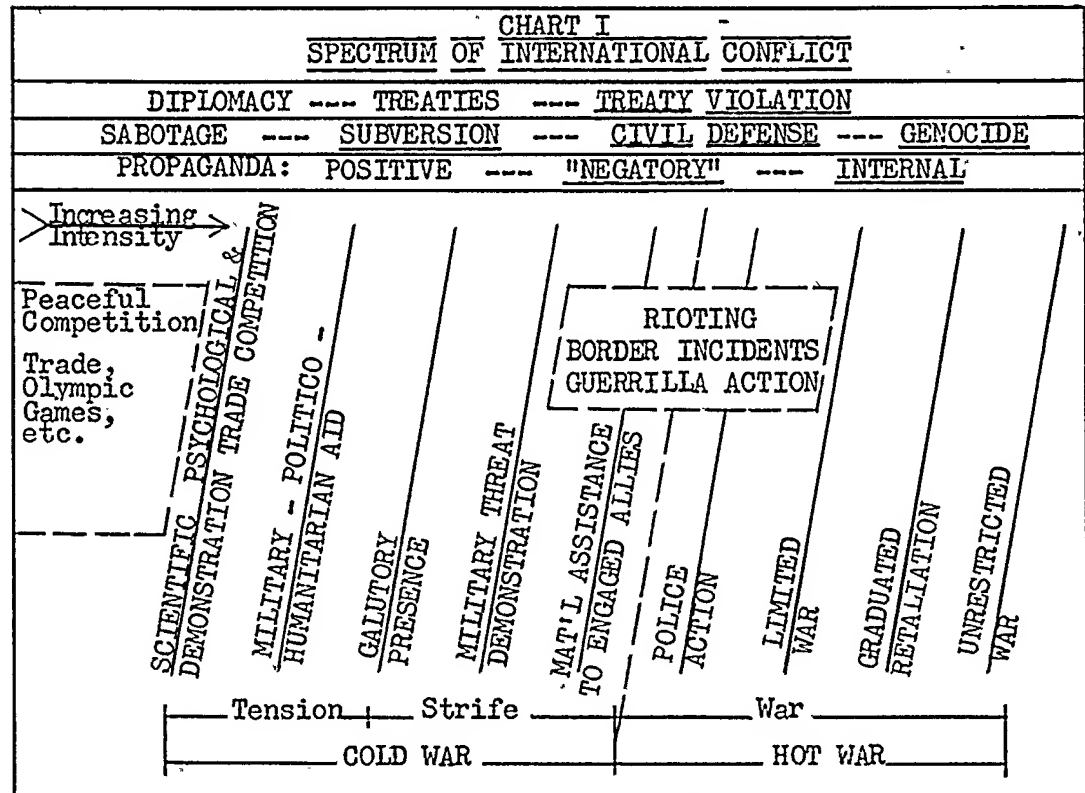 CHART I
SPECTRUM OF INTERNATIONAL CONFLICT
DIPLOMACY --- TREATIES --- TREATY VIOLATION
SABOTAGE --- SUBVERSION --- CIVIL DEFENSE --- GENOCIDE
PROPAGANDA: POSITIVE --- "NEGATORY" --- INTERNAL
Increasing
Intensity
Peaceful
Competition
Trade,
Olympic
Games,
etc.
SCIENTIFIC PSYCHOLOGICAL &
DEMONSTRATION TRADE COMPETITION
MILITARY - POLITICO -
HUMANITARIAN AID
GALUTORY
PRESENCE
MILITARY THREAT
DEMONSTRATION
RIOTING
BORDER INCIDENTS
GUERRILLA ACTION
MAT'L ASSISTANCE
TO ENGAGED ALLIES
POLICE
ACTION
LIMITED
WAR
GRADUATED
RETALIATION
UNRESTRICTED
WAR
Tension Strife War
COLD WAR HOT WAR